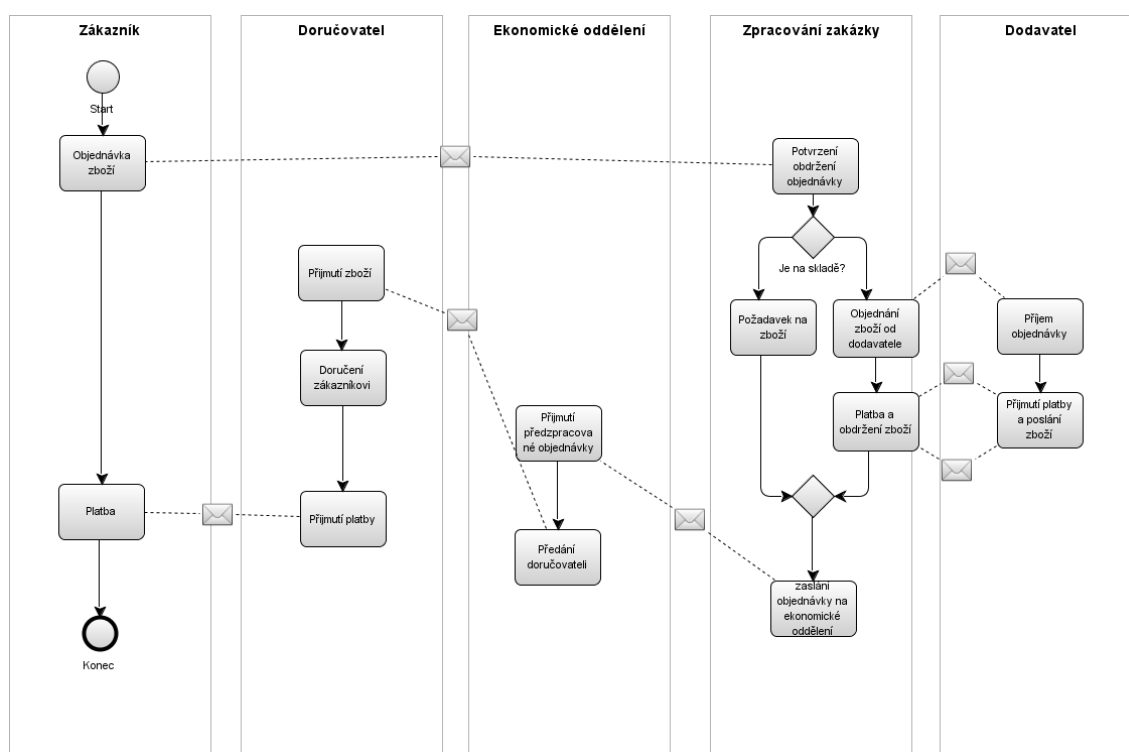 Zákazník
Doručovatel
Ekonomické oddělení
Zpracování zakázky
Dodavatel
Start
Objednávka
zboží
Potvrzení
obdržení
objednávky
Přijmutí zboží
Je na skladě?
Požadavek na
zboží
Objednání
zboží od
dodavatele
Příjem
objednávky
Doručení
zákazníkovi
Přijmutí
předzpracova
né objednávky
Platba a
obdržení zboží
Přijmutí platby
a poslání
zboží
Platba
Přijmutí platby
Předání
doručovateli
zaslání
objednávky na
ekonomické
oddělení
Konec